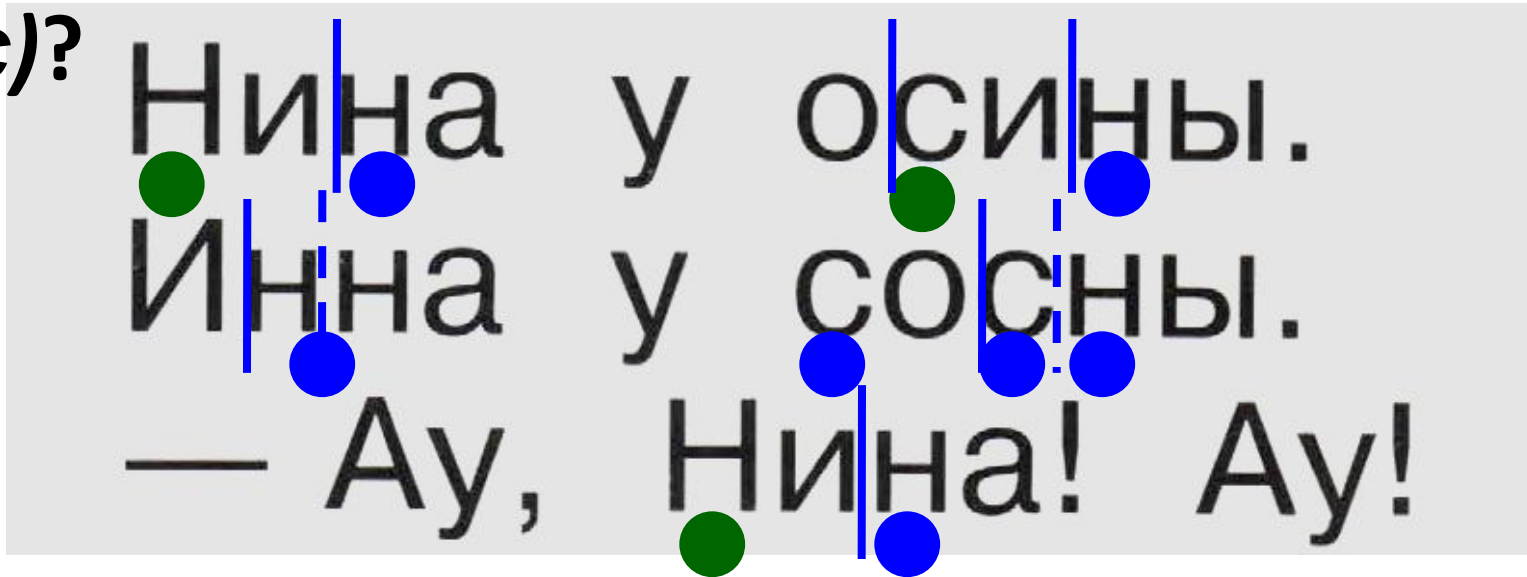 с)?
Нина у осины.
Инна у сосны.
— Ау, Нина! Ау!